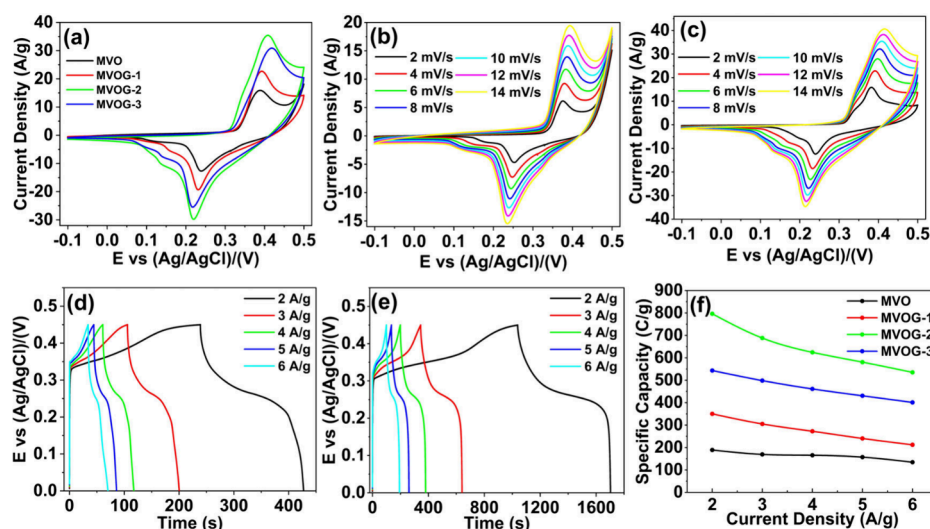 (a)
MVO
MVOG-1
MVOG-2
MVOG-3
Current Density (A/g)
40
30
20
10
0
-10
-20
-30
-0.1 0.0 0.1 0.2 0.3 0.4 0.5
E vs (Ag/AgCl)/(V)
(b)
2 mV/s 10 mV/s
4 mV/s 12 mV/s
6 mV/s 14 mV/s
8 mV/s
Current Density (A/g)
20
15
10
5
0
-5
-10
-15
-0.1 0.0 0.1 0.2 0.3 0.4 0.5
E vs (Ag/AgCl)/(V)
(c)
2 mV/s 10 mV/s
4 mV/s 12 mV/s
6 mV/s 14 mV/s
8 mV/s
Current Density (A/g)
50
40
30
20
10
0
-10
-20
-30
-40
-0.1 0.0 0.1 0.2 0.3 0.4 0.5
E vs (Ag/AgCl)/(V)
(d)
2 A/g
3 A/g
4 A/g
5 A/g
6 A/g
E vs (Ag/AgCl)/(V)
0.5
0.4
0.3
0.2
0.1
0.0
0 100 200 300 400
Time (s)
(e)
2 A/g
3 A/g
4 A/g
5 A/g
6 A/g
E vs (Ag/AgCl)/(V)
0.5
0.4
0.3
0.2
0.1
0.0
0 400 800 1200 1600
Time (s)
(f)
MVO
MVOG-1
MVOG-2
MVOG-3
Specific Capacity (C/g)
900
800
700
600
500
400
300
200
100
0
2 3 4 5 6
Current Density (A/g)